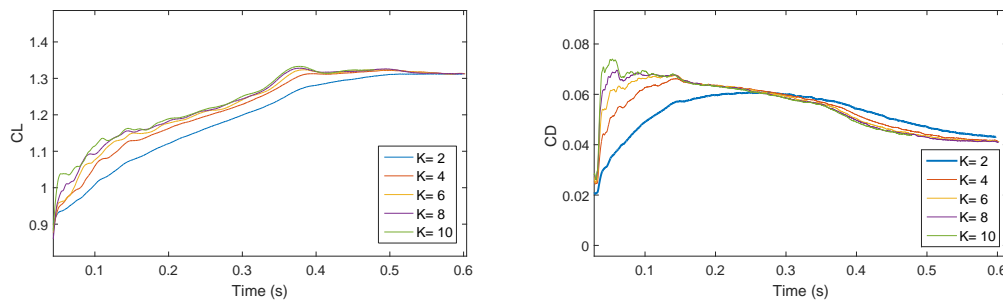 CL
1.4
1.3
1.2
1.1
1
0.9
0.1 0.2 0.3 0.4 0.5 0.6
Time (s)
K= 2
K= 4
K= 6
K= 8
K= 10
CD
0.08
0.06
0.04
0.02
0
0.1 0.2 0.3 0.4 0.5 0.6
Time (s)
K= 2
K= 4
K= 6
K= 8
K= 10